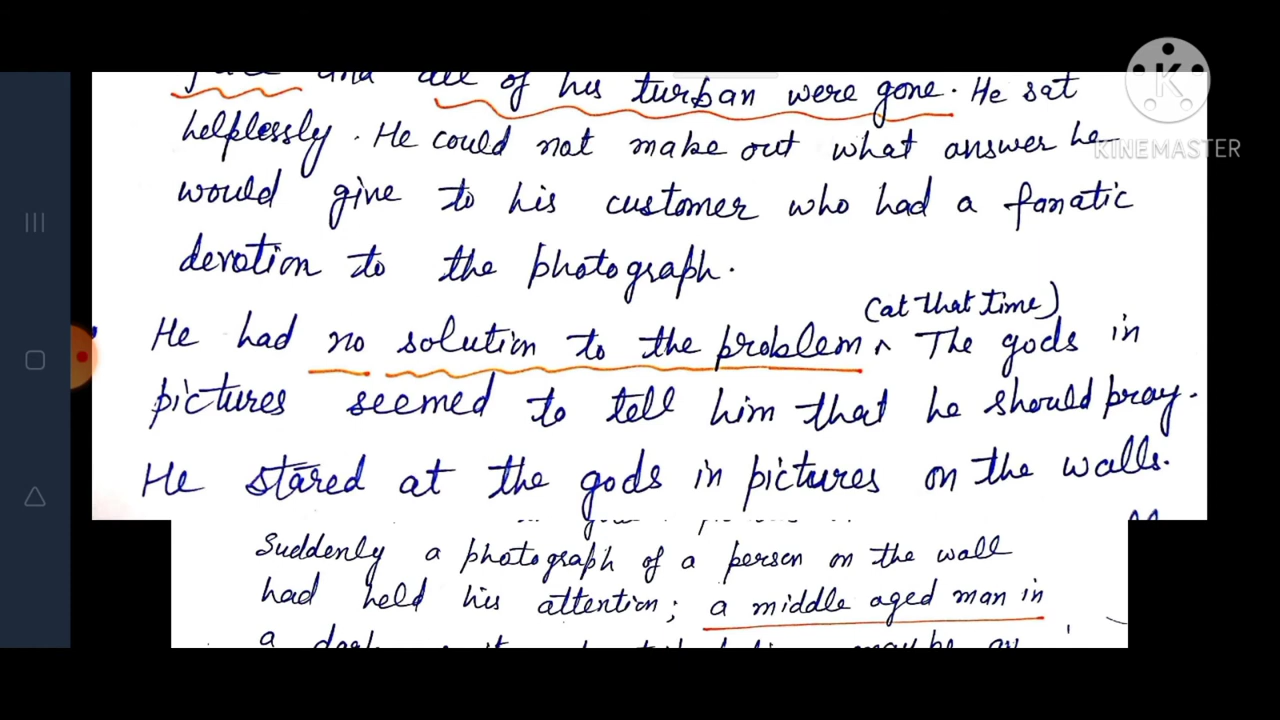 and all of his turban were gone. He sat
helplessly. He could not make out what answer he
would give to his customer who had a fanatic
devotion to the photograph.
(at that time)
He had no solution to the problem ^ The gods in
pictures seemed to tell him that he should pray.
He stared at the gods in pictures on the walls.
Suddenly a photograph of a person on the wall
had held his attention; a middle aged man in
a
KINEMASTER